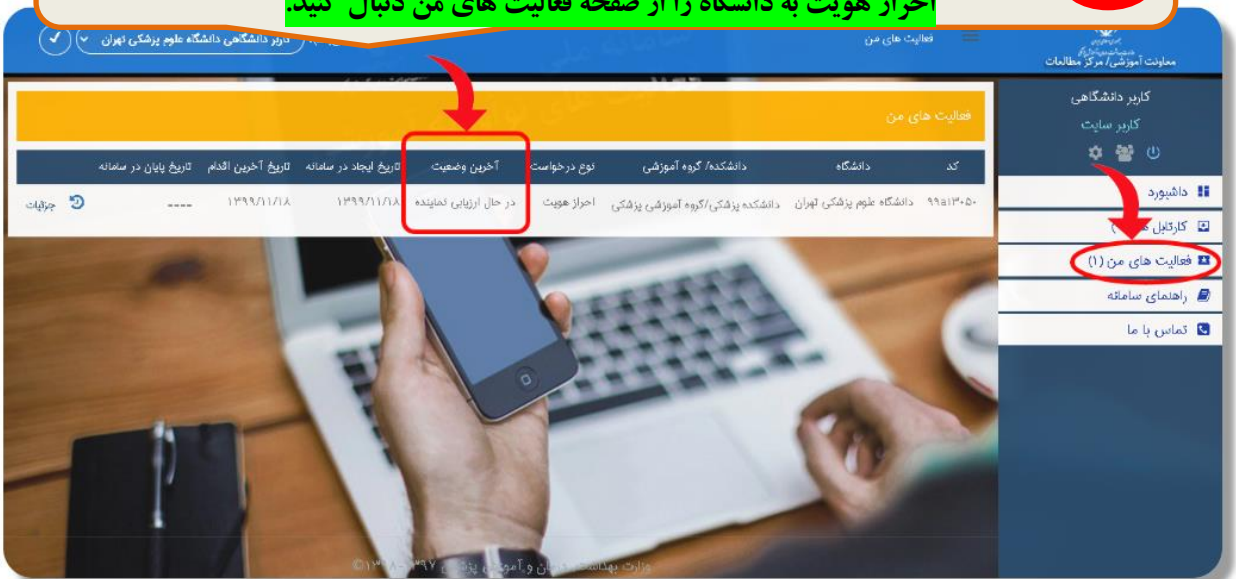 احراز هویت به دانشگاه را از صفحه فعالیت های من دنبال کنید.
معاونت آموزشی/ مرکز مطالعات
فعالیت های من
کاربر دانشگاهی دانشگاه علوم پزشکی تهران
کاربر دانشگاهی
کاربر سایت
داشبورد
کارتابل
فعالیت های من (۱)
راهنمای سامانه
تماس با ما
فعالیت های من
کد دانشگاه دانشکده/ گروه آموزشی نوع درخواست آخرین وضعیت تاریخ ایجاد در سامانه تاریخ آخرین اقدام تاریخ پایان در سامانه
۹۹a۱۳۰۵۰ دانشگاه علوم پزشکی تهران دانشکده پزشکی/گروه آموزشی پزشکی احراز هویت در حال ارزیابی نماینده ۱۳۹۹/۱۱/۱۸ ۱۳۹۹/۱۱/۱۸ ---- جزئیات